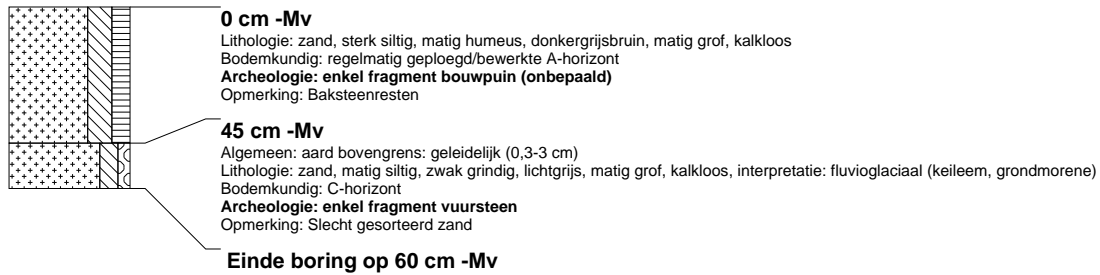 0 cm -Mv
Lithologie: zand, sterk siltig, matig humeus, donkergrijsbruin, matig grof, kalkloos
Bodemkundig: regelmatig geploegd/bewerkte A-horizont
Archeologie: enkel fragment bouwpuin (onbepaald)
Opmerking: Baksteenresten
45 cm -Mv
Algemeen: aard bovengrens: geleidelijk (0,3-3 cm)
Lithologie: zand, matig siltig, zwak grindig, lichtgrijs, matig grof, kalkloos, interpretatie: fluvioglaciaal (keileem, grondmorene)
Bodemkundig: C-horizont
Archeologie: enkel fragment vuursteen
Opmerking: Slecht gesorteerd zand
Einde boring op 60 cm -Mv